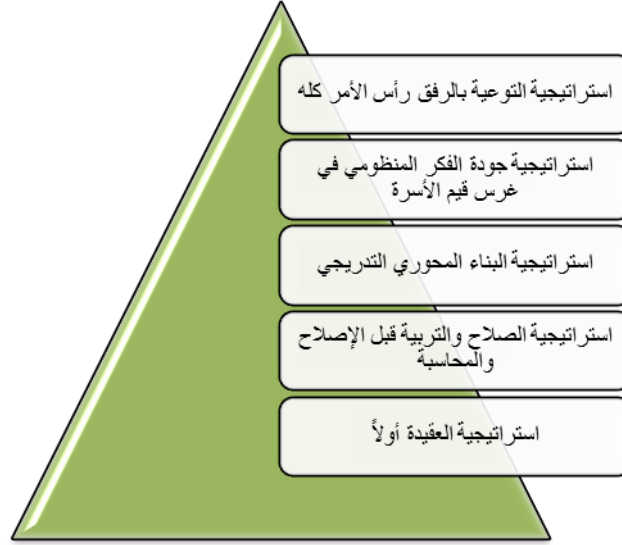 استراتيجية التوعية بالرفق رأس الأمر كله
استراتيجية جودة الفكر المنظومي في
غرس قيم الأسرة
استراتيجية البناء المحوري التدريجي
استراتيجية الصلاح والتربية قبل الإصلاح
والمحاسبة
استراتيجية العقيدة أولاً